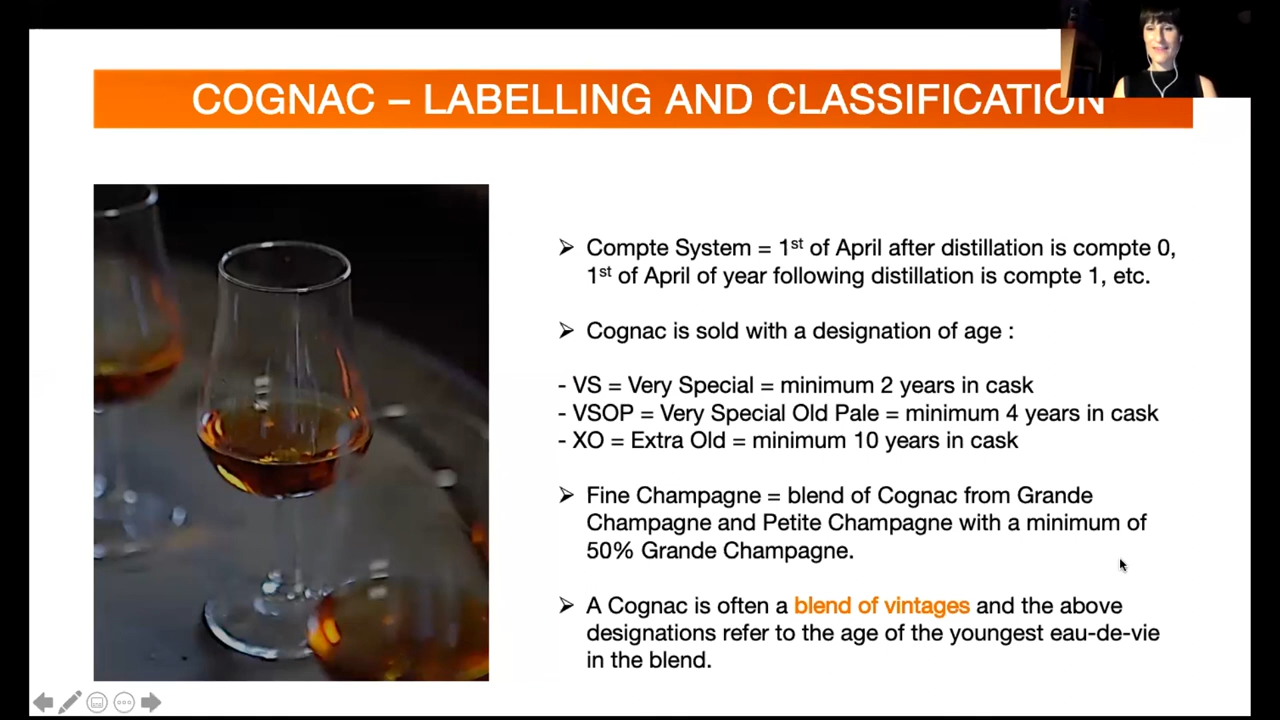 COGNAC – LABELLING AND CLASSIFICATION
➢ Compte System = 1st of April after distillation is compte 0,
1st of April of year following distillation is compte 1, etc.
➢ Cognac is sold with a designation of age :
- VS = Very Special = minimum 2 years in cask
- VSOP = Very Special Old Pale = minimum 4 years in cask
- XO = Extra Old = minimum 10 years in cask
➢ Fine Champagne = blend of Cognac from Grande
Champagne and Petite Champagne with a minimum of
50% Grande Champagne.
➢ A Cognac is often a blend of vintages and the above
designations refer to the age of the youngest eau-de-vie
in the blend.